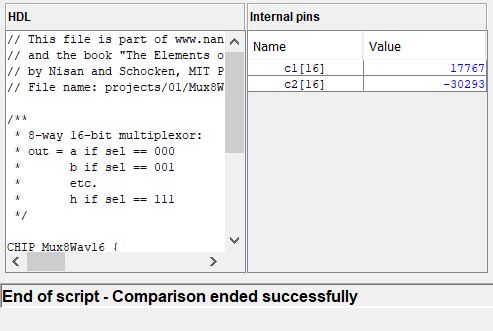 HDL
// This file is part of www.nan
// and the book "The Elements o
// by Nisan and Schocken, MIT P
// File name: projects/01/Mux8W
/**
* 8-way 16-bit multiplexor:
* out = a if sel == 000
*       b if sel == 001
*       etc.
*       h if sel == 111
*/
CHIP Mux8Way16 {
Internal pins
Name Value
c1[16] 17767
c2[16] -30293
End of script - Comparison ended successfully